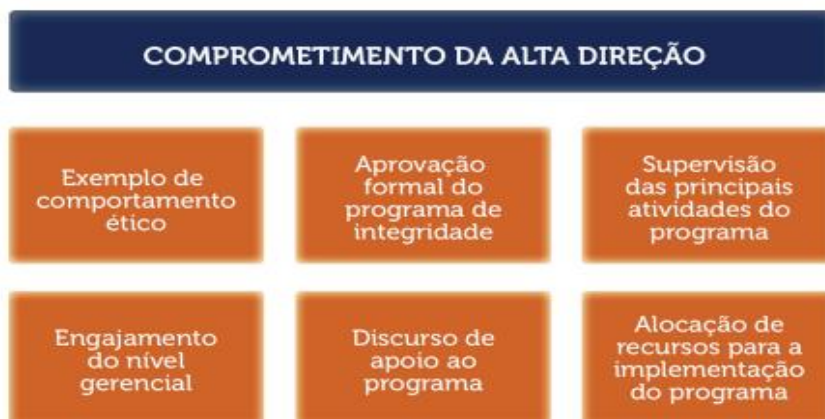 COMPROMETIMENTO DA ALTA DIREÇÃO
Exemplo de
comportamento
ético
Aprovação
formal do
programa de
integridade
Supervisão
das principais
atividades do
programa
Engajamento
do nível
gerencial
Discurso de
apoio ao
programa
Alocação de
recursos para a
implementação
do programa